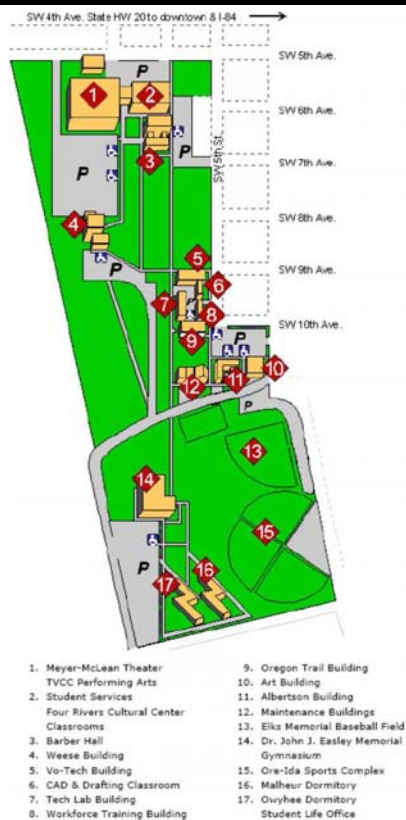 SW 4th Ave. State HW 20 to downtown & I-84
SW 5th Ave.
P
1
2
SW 6th Ave.
P
3
SW 5th St.
SW 7th Ave.
P
4
SW 8th Ave.
P
5
SW 9th Ave.
6
7
8
SW 10th Ave.
9
P
10
11
12
P
13
14
15
P
16
17
1. Meyer-McLean Theater
TVCC Performing Arts
2. Student Services
Four Rivers Cultural Center
Classrooms
3. Barber Hall
4. Weese Building
5. Vo-Tech Building
6. CAD & Drafting Classroom
7. Tech Lab Building
8. Workforce Training Building
9. Oregon Trail Building
10. Art Building
11. Albertson Building
12. Maintenance Buildings
13. Elks Memorial Baseball Field
14. Dr. John J. Easley Memorial
Gymnasium
15. Ore-Ida Sports Complex
16. Malheur Dormitory
17. Owyhee Dormitory
Student Life Office